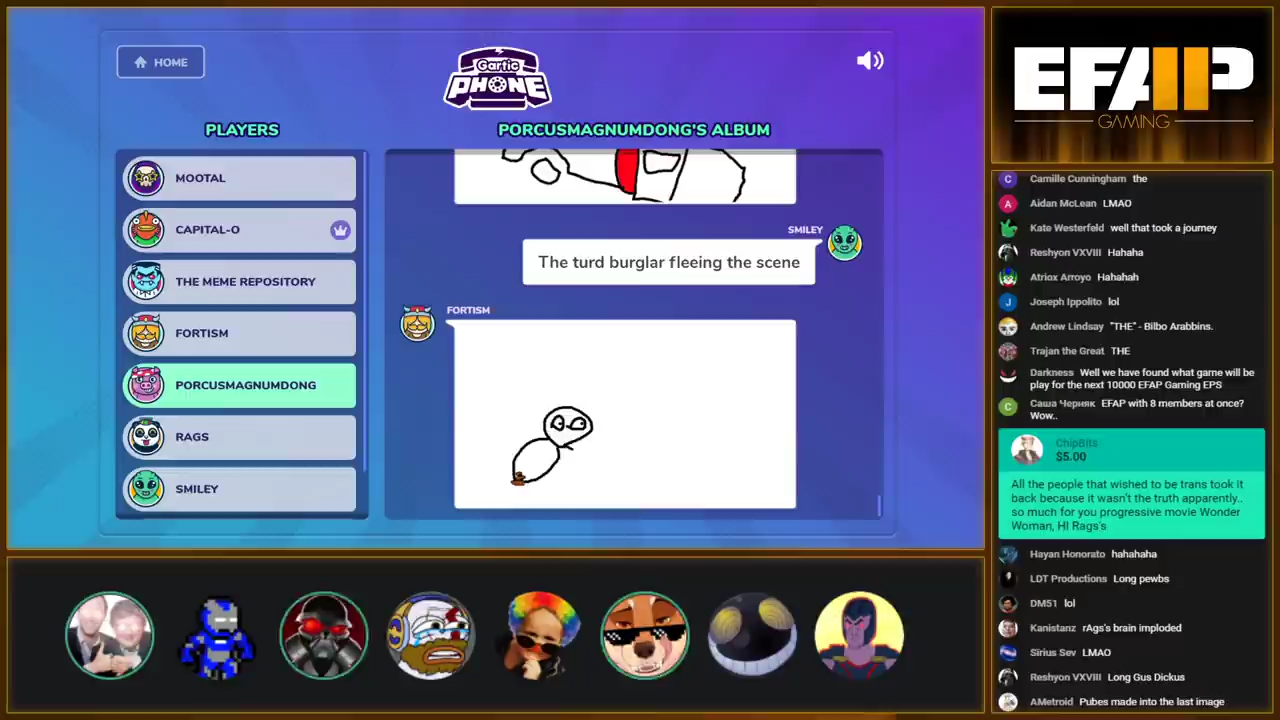 HOME
Gartic
PHONE
PLAYERS
MOOTAL
CAPITAL-O
THE MEME REPOSITORY
FORTISM
PORCUSMAGNUMDONG
RAGS
SMILEY
PORCUSMAGNUMDONG'S ALBUM
SMILEY
The turd burglar fleeing the scene
FORTISM
EFAP
GAMING
C Camille Cunningham the
A Aidan McLean LMAO
Kate Westerfeld well that took a journey
Reshyon VXVIII Hahaha
Atriox Arroyo Hahahah
J Joseph Ippolito lol
Andrew Lindsay "THE" - Bilbo Arabbins.
Trajan the Great THE
Darkness Well we have found what game will be
play for the next 10000 EFAP Gaming EPS
C Саша Черняк EFAP with 8 members at once?
Wow..
ChipBits
$5.00
All the people that wished to be trans took it
back because it wasn't the truth apparently..
so much for you progressive movie Wonder
Woman, HI Rags's
Hayan Honorato hahahaha
LDT Productions Long pewbs
DM51 lol
Kanistanz rAgs's brain imploded
Sirius Sev LMAO
Reshyon VXVIII Long Gus Dickus
AMetroid Pubes made into the last image